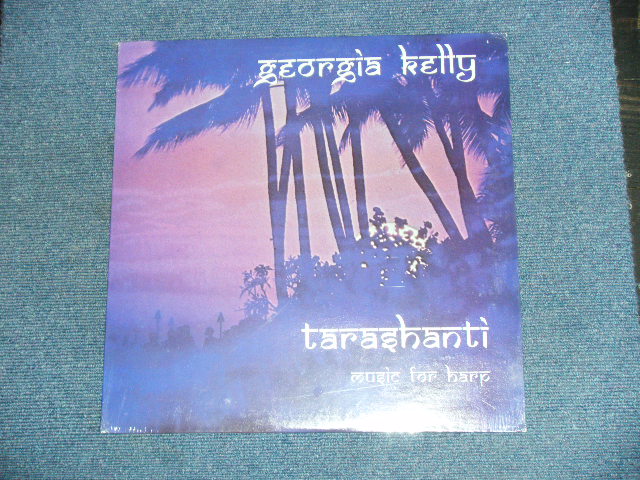 georgia kelly
tarashanti
music for harp